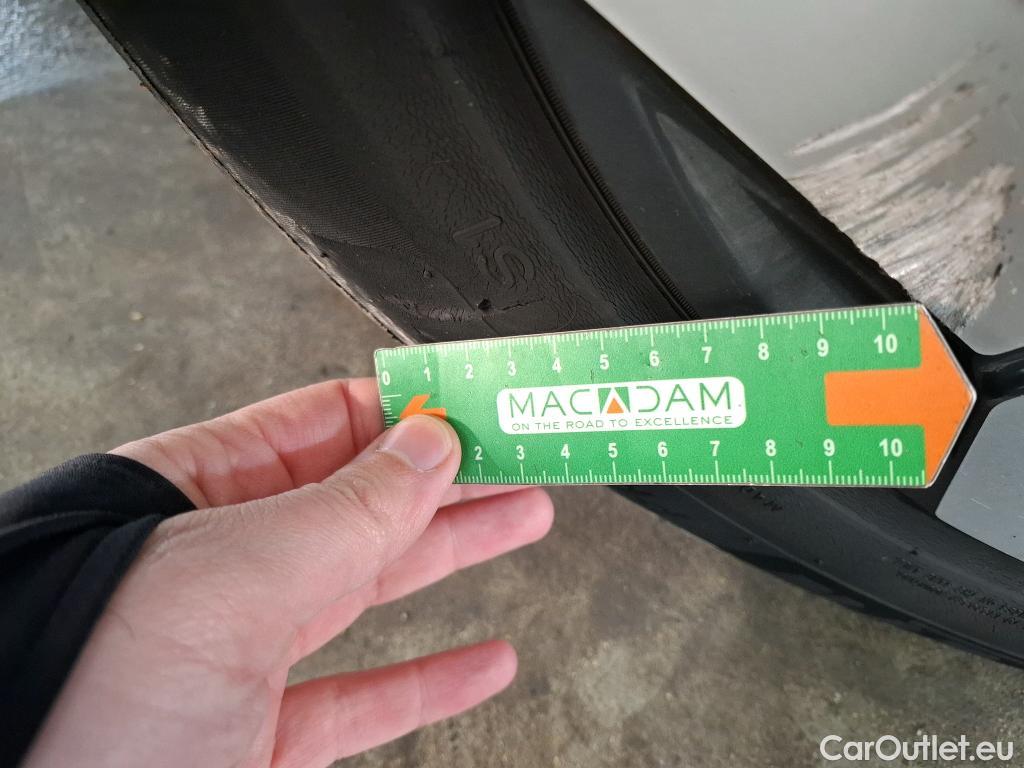 0 1 2 3 4 5 6 7 8 9 10
MACADAM
ON THE ROAD TO EXCELLENCE
2 3 4 5 6 7 8 9 10
CarOutlet.eu